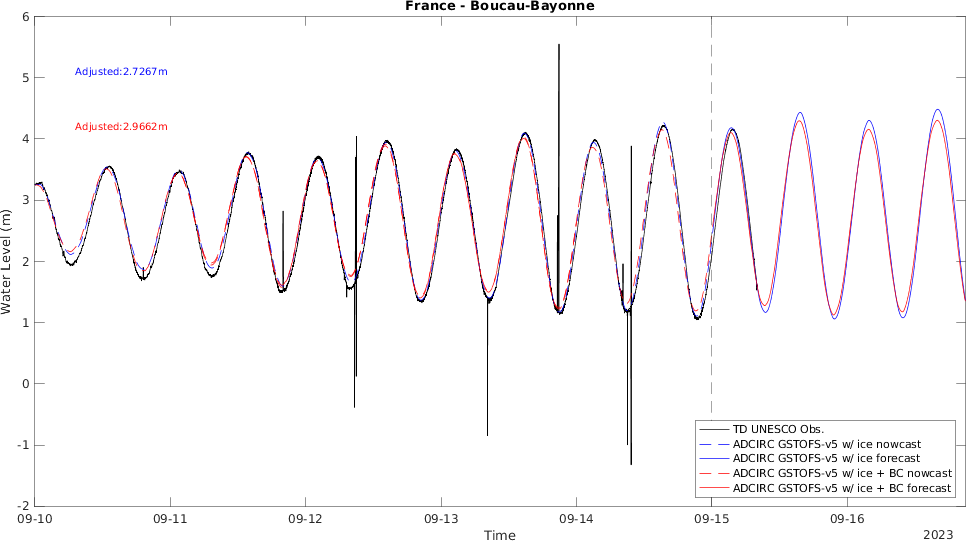 France - Boucau-Bayonne
6
5
4
3
2
1
0
-1
-2
Water Level (m)
Adjusted:2.7267m
Adjusted:2.9662m
TD UNESCO Obs.
ADCIRC GSTOFS-v5 w/ ice nowcast
ADCIRC GSTOFS-v5 w/ ice forecast
ADCIRC GSTOFS-v5 w/ ice + BC nowcast
ADCIRC GSTOFS-v5 w/ ice + BC forecast
09-10 09-11 09-12 09-13 09-14 09-15 09-16
Time
2023